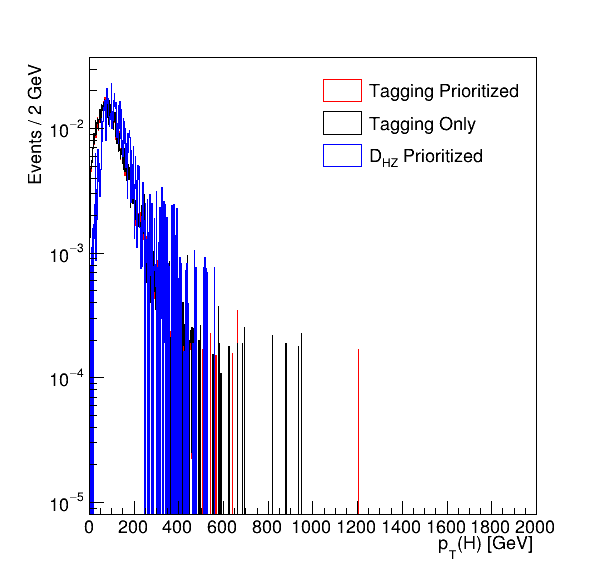 Events / 2 GeV
Tagging Prioritized
Tagging Only
D_HZ Prioritized
10^−2
10^−3
10^−4
10^−5
0 200 400 600 800 1000 1200 1400 1600 1800 2000
p_T(H) [GeV]